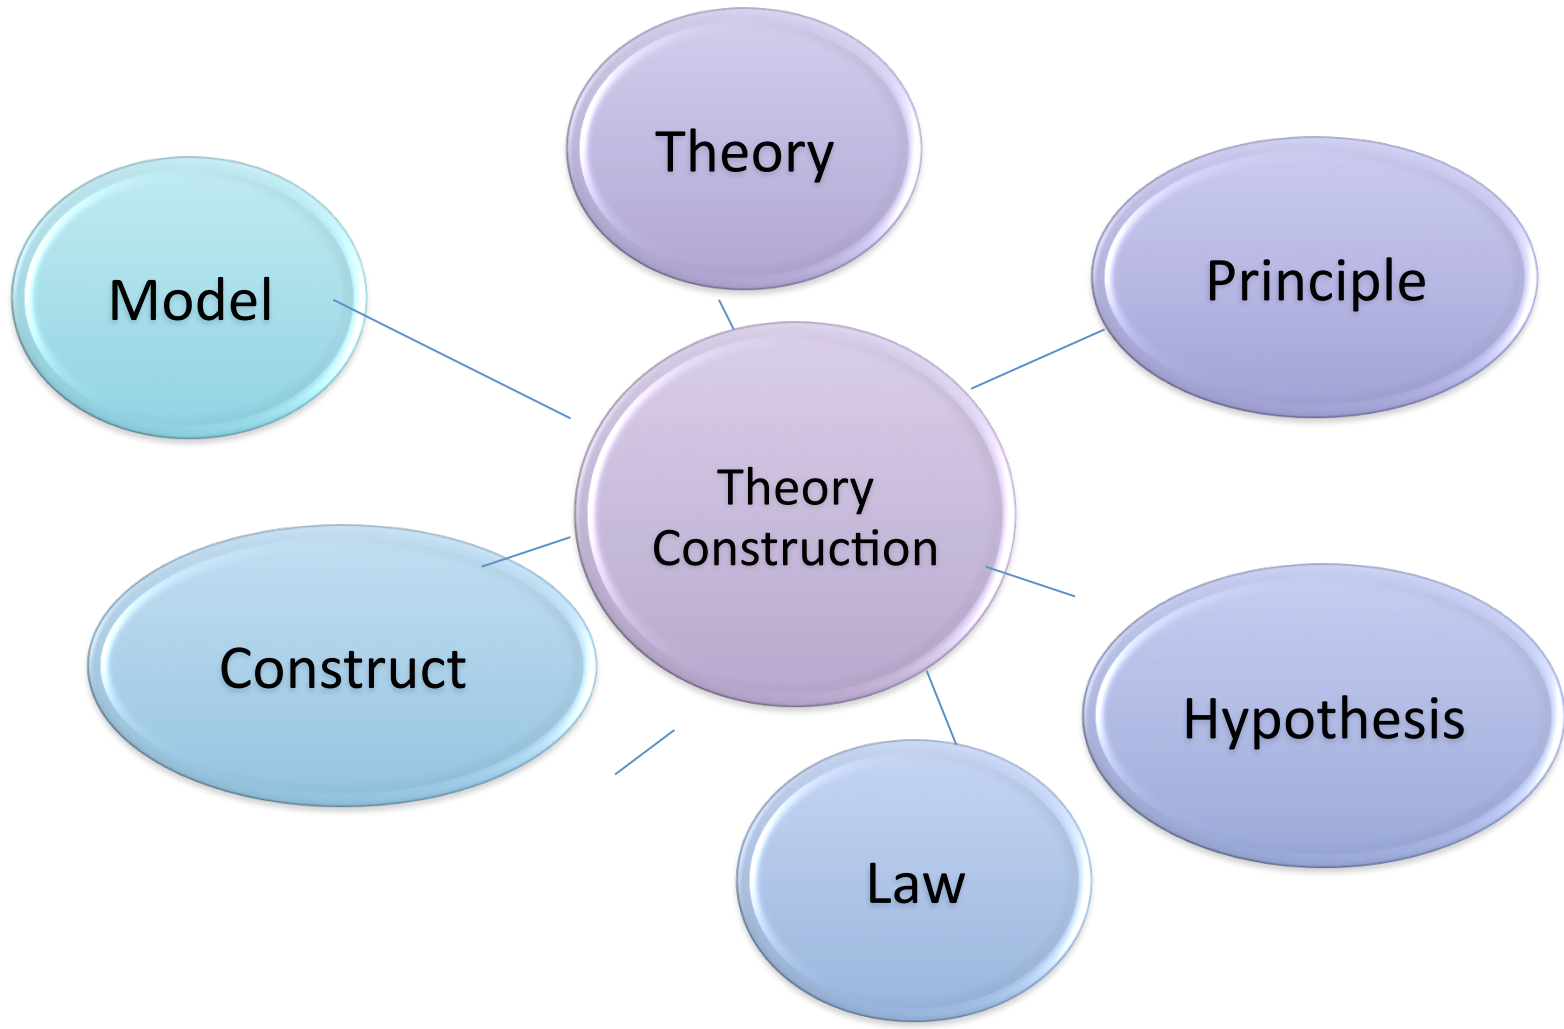 Theory
Model
Principle
Theory
Construction
Construct
Hypothesis
Law